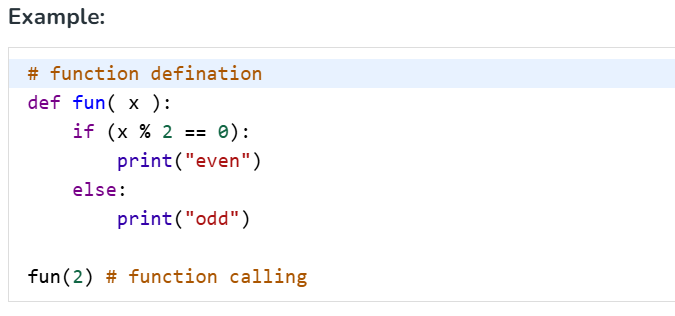 Example:
# function defination
def fun( x ):
    if (x % 2 == 0):
        print("even")
    else:
        print("odd")

fun(2) # function calling